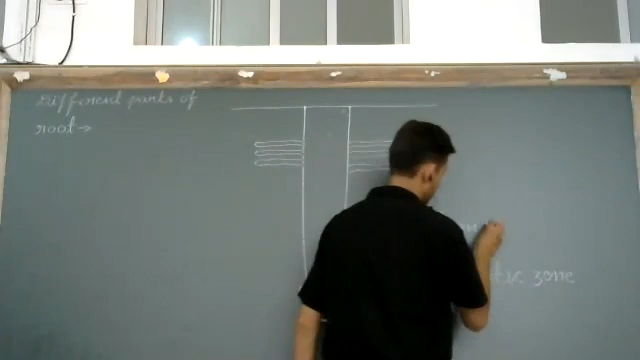 Different parts of
root →
zone